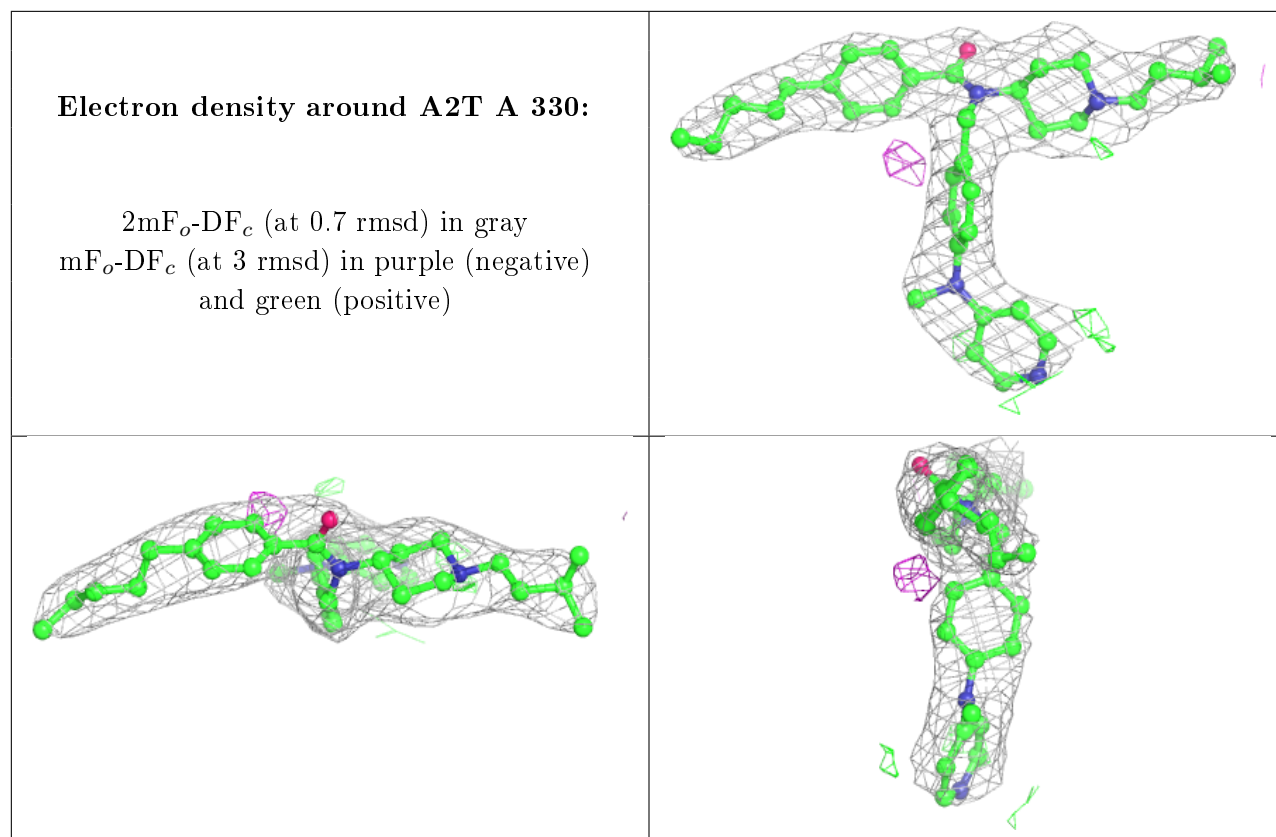 Electron density around A2T A 330:
2mFₒ-DF𝒸 (at 0.7 rmsd) in gray
mFₒ-DF𝒸 (at 3 rmsd) in purple (negative)
and green (positive)